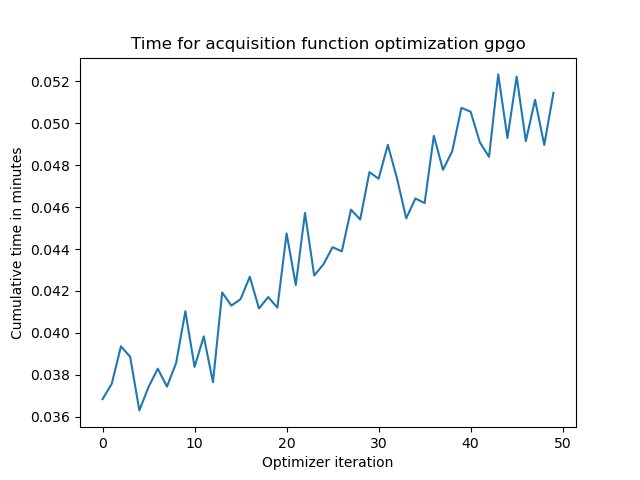 Time for acquisition function optimization gpgo
0.052
0.050
0.048
0.046
0.044
0.042
0.040
0.038
0.036
Cumulative time in minutes
0 10 20 30 40 50
Optimizer iteration